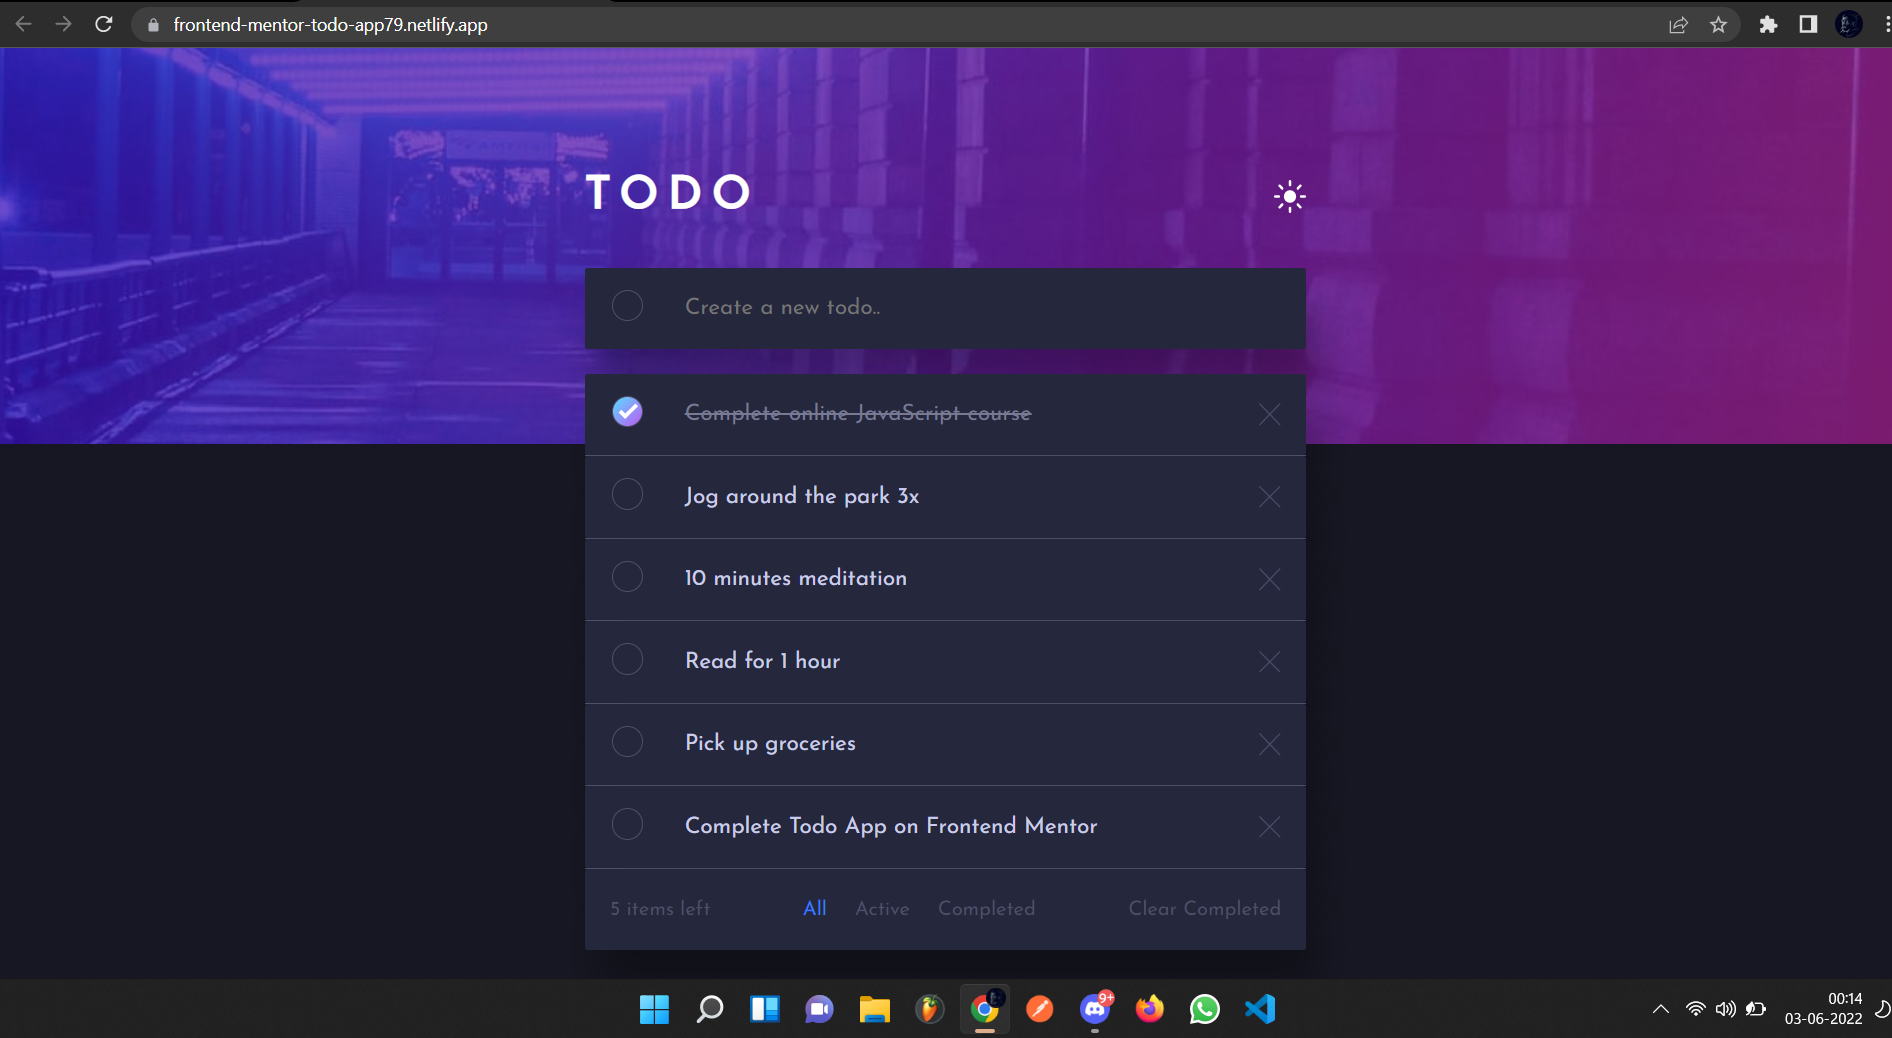 frontend-mentor-todo-app79.netlify.app
TODO
Create a new todo..
Complete online JavaScript course
Jog around the park 3x
10 minutes meditation
Read for 1 hour
Pick up groceries
Complete Todo App on Frontend Mentor
5 items left All Active Completed Clear Completed
9+
00:14
03-06-2022